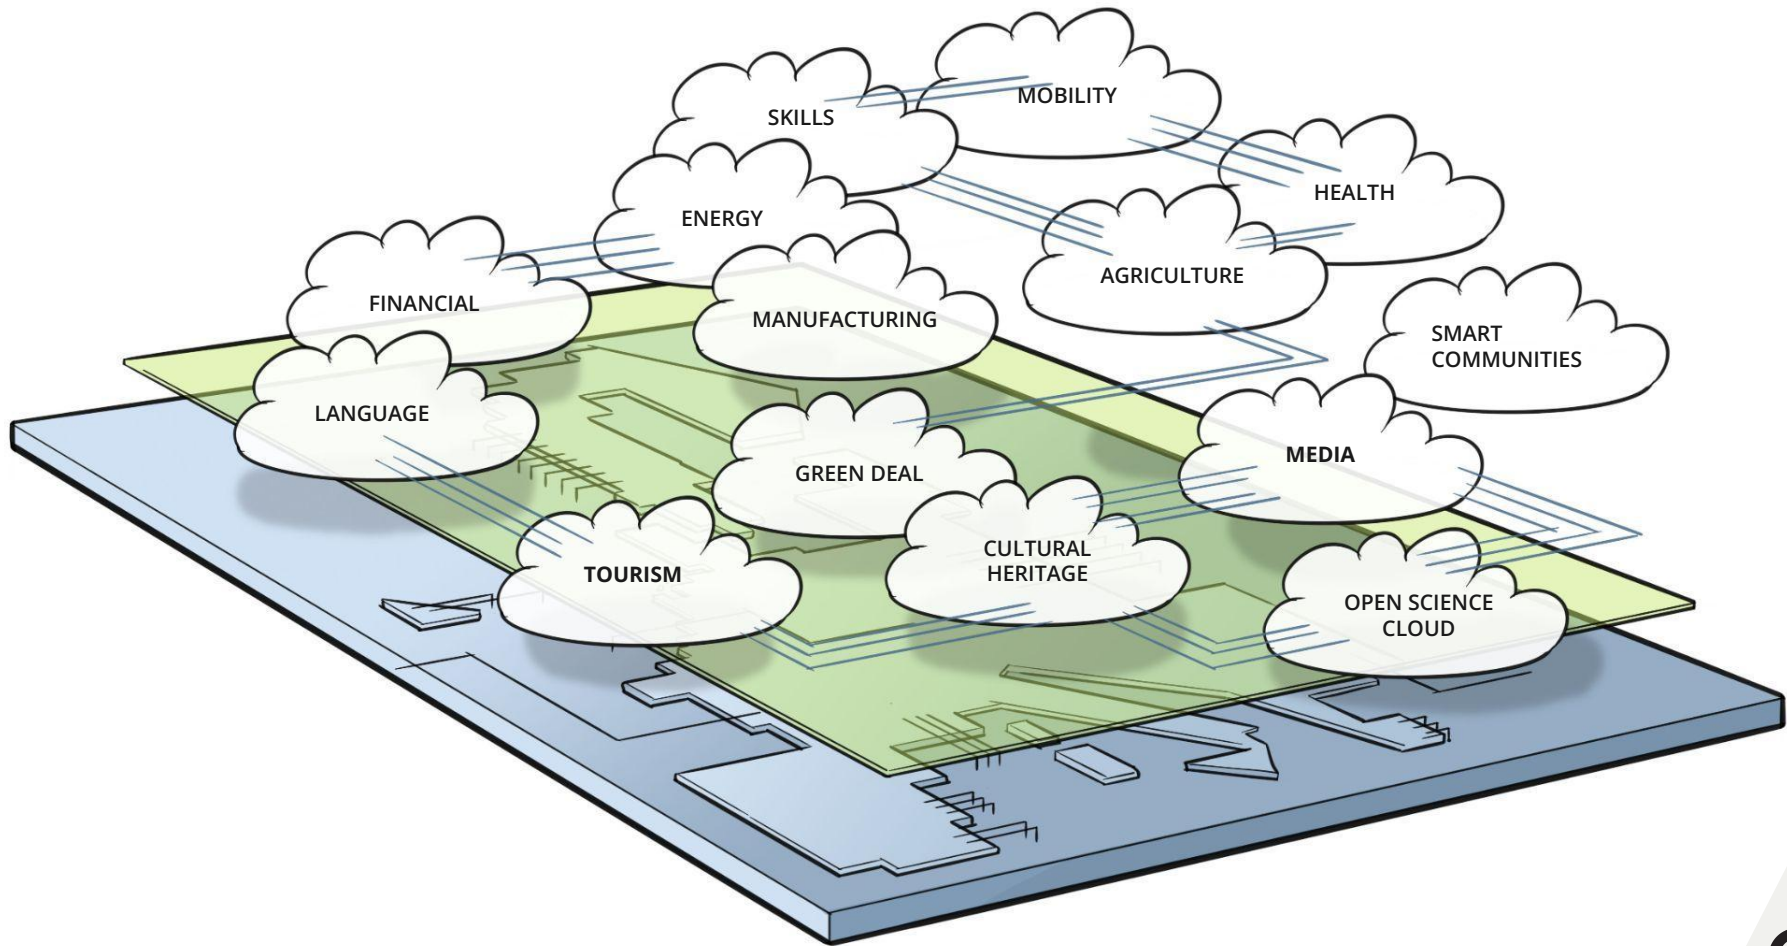 MOBILITY
SKILLS
HEALTH
ENERGY
AGRICULTURE
FINANCIAL
MANUFACTURING
SMART
COMMUNITIES
LANGUAGE
MEDIA
GREEN DEAL
CULTURAL
HERITAGE
TOURISM
OPEN SCIENCE
CLOUD